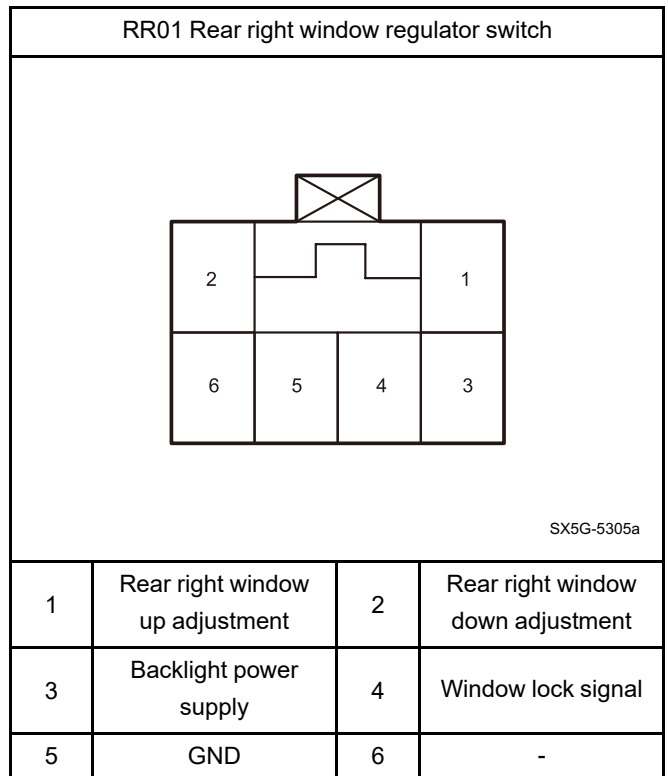 RR01 Rear right window regulator switch
2
1
6 5 4 3
SX5G-5305a
1 Rear right window up adjustment 2 Rear right window down adjustment
3 Backlight power supply 4 Window lock signal
5 GND 6 -